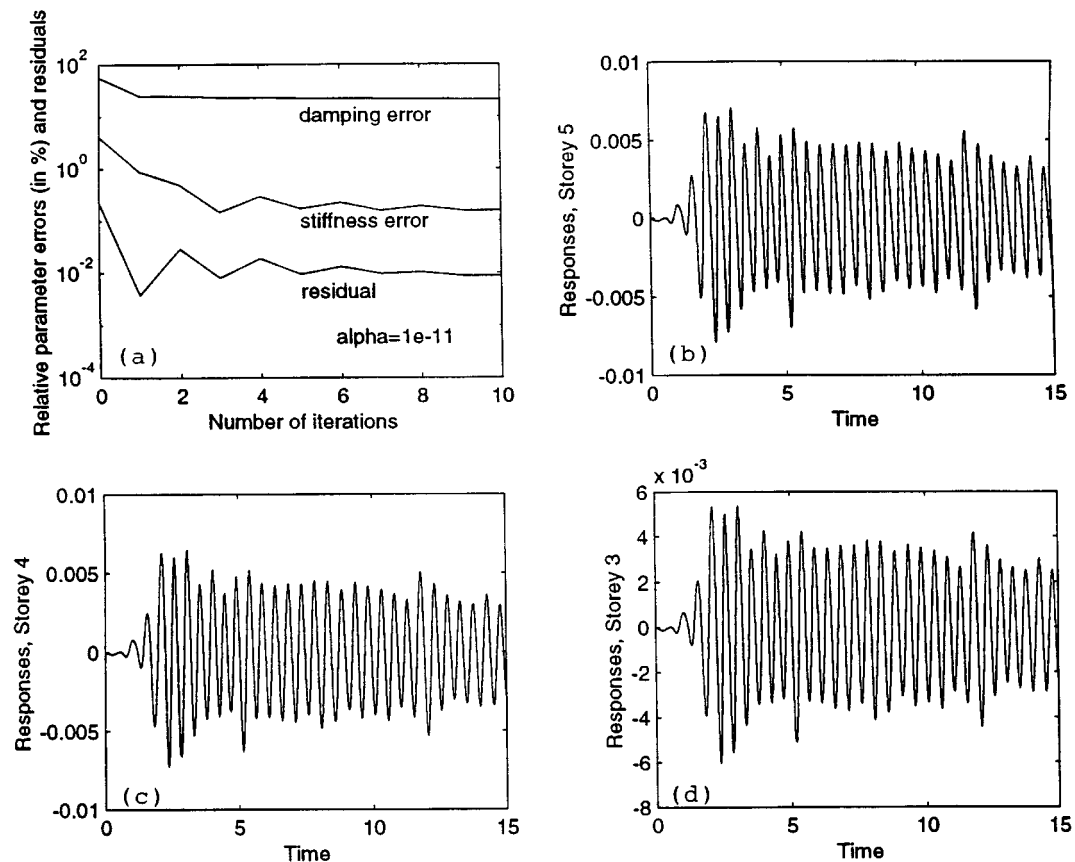 Relative parameter errors (in %) and residuals
10^2
10^0
10^-2
10^-4
damping error
stiffness error
residual
alpha=1e-11
(a)
0 2 4 6 8 10
Number of iterations
Responses, Storey 5
0.01
0.005
0
-0.005
-0.01
(b)
0 5 10 15
Time
Responses, Storey 4
0.01
0.005
0
-0.005
-0.01
(c)
0 5 10 15
Time
Responses, Storey 3
x 10^-3
6
4
2
0
-2
-4
-6
-8
(d)
0 5 10 15
Time